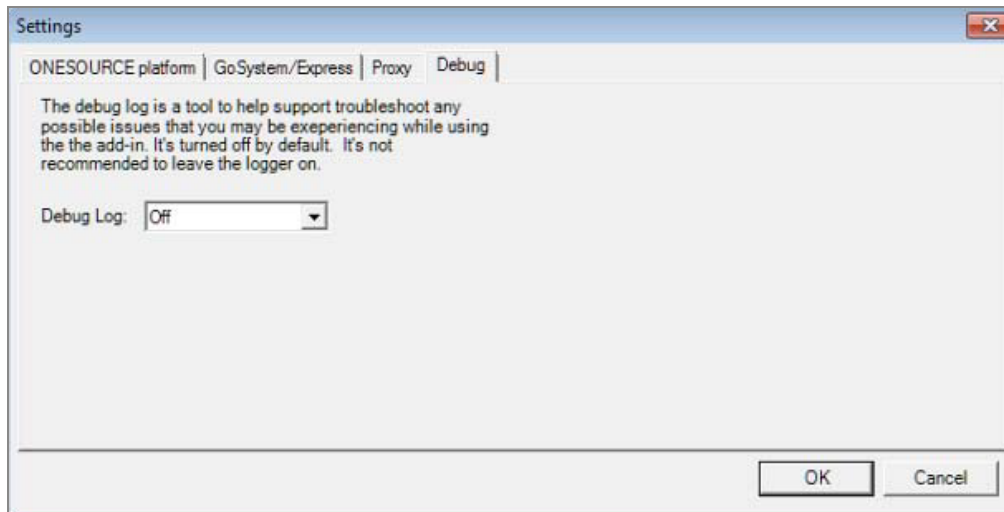 Settings
ONESOURCE platform GoSystem/Express Proxy Debug
The debug log is a tool to help support troubleshoot any
possible issues that you may be exeperiencing while using
the the add-in. It's turned off by default. It's not
recommended to leave the logger on.
Debug Log: Off
OK Cancel